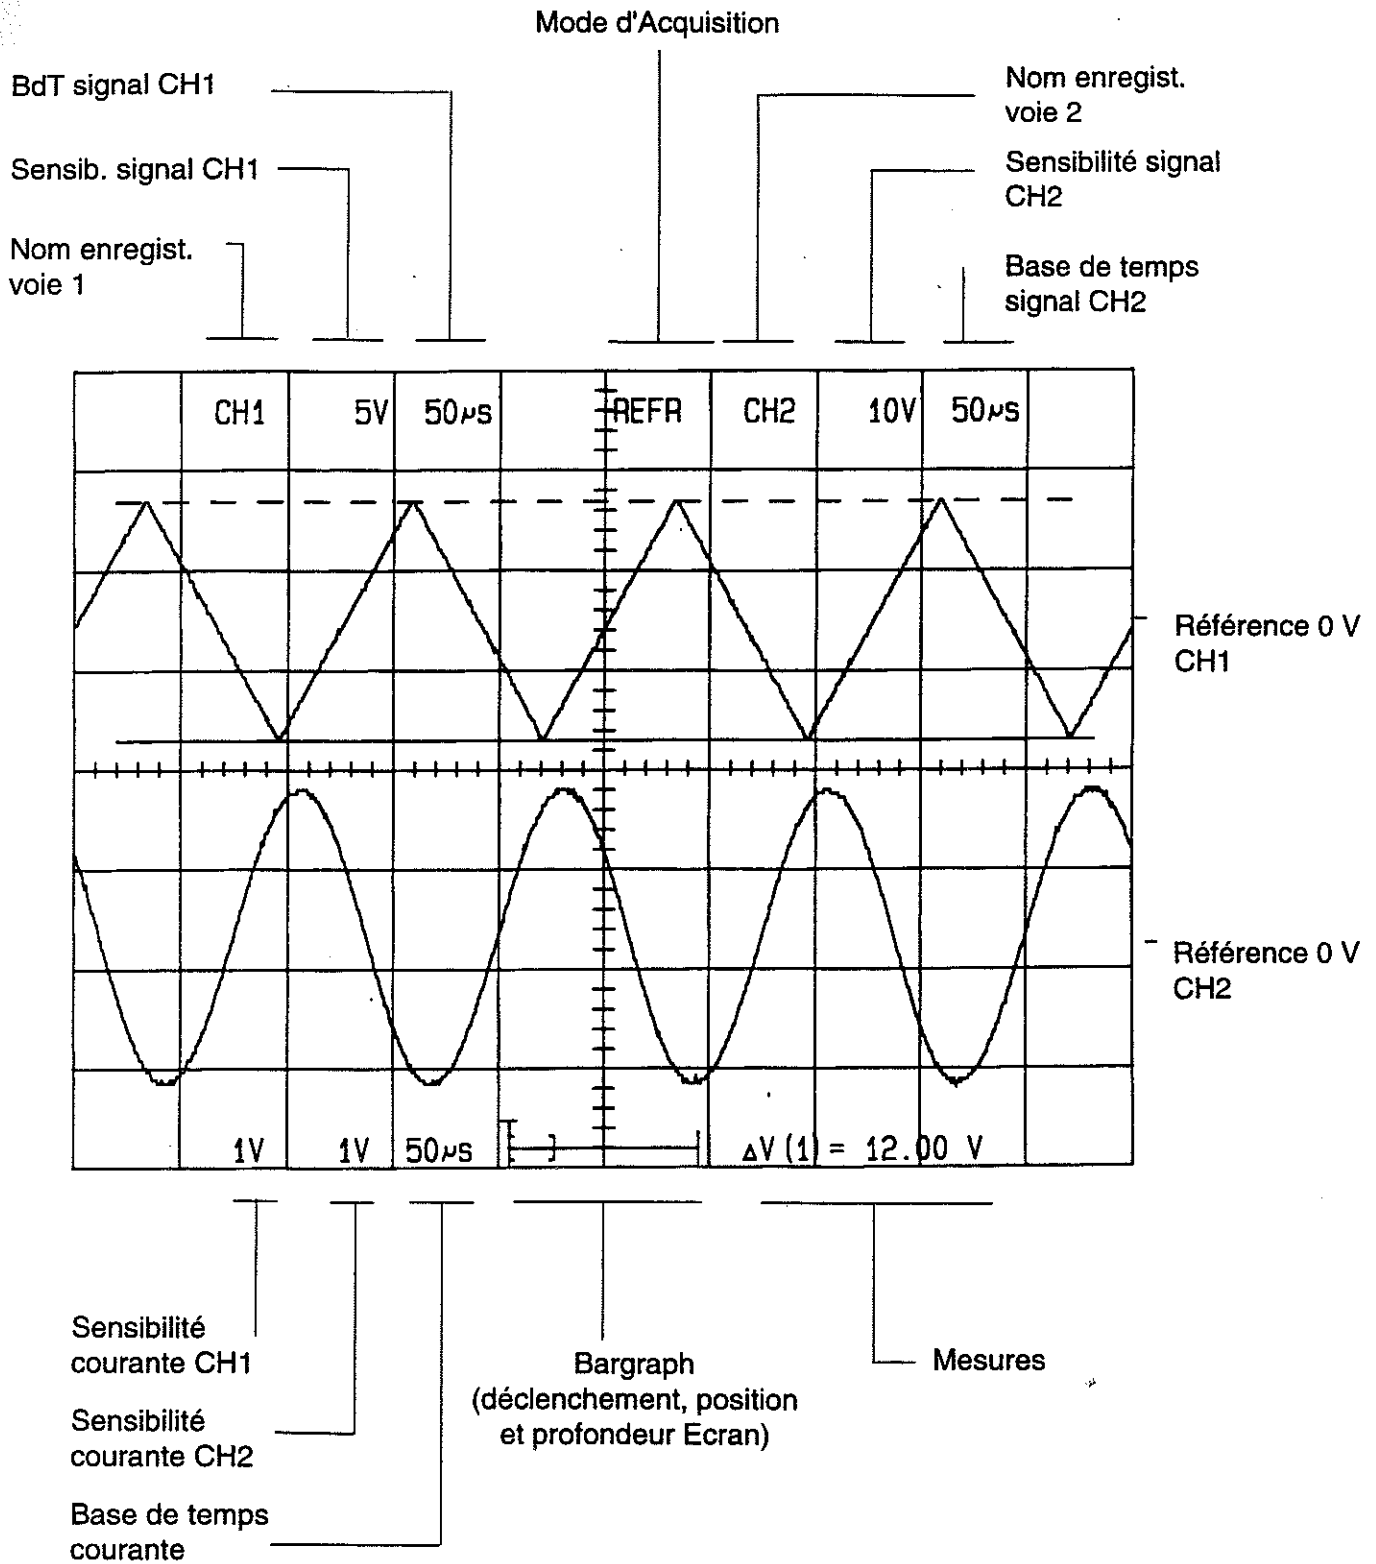 Mode d'Acquisition
BdT signal CH1
Nom enregist.
voie 2
Sensib. signal CH1
Sensibilité signal
CH2
Nom enregist.
voie 1
Base de temps
signal CH2
CH1 5V 50µs REFR CH2 10V 50µs
Référence 0 V
CH1
Référence 0 V
CH2
1V 1V 50µs ΔV(1) = 12.00 V
Sensibilité
courante CH1
Bargraph
(déclenchement, position
et profondeur Ecran)
Mesures
Sensibilité
courante CH2
Base de temps
courante